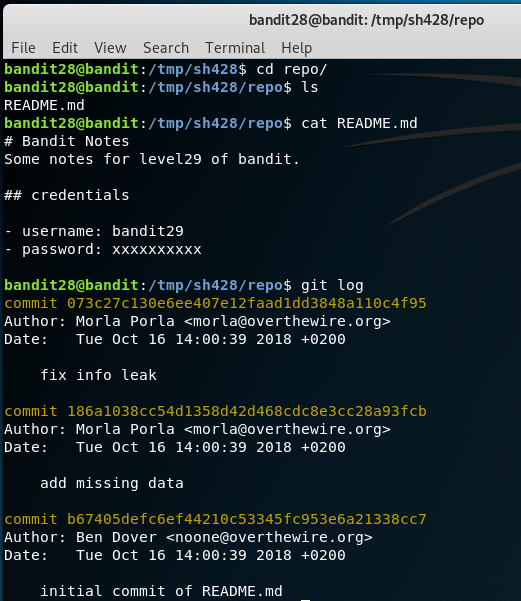 bandit28@bandit: /tmp/sh428/repo
File Edit View Search Terminal Help
bandit28@bandit:/tmp/sh428$ cd repo/
bandit28@bandit:/tmp/sh428/repo$ ls
README.md
bandit28@bandit:/tmp/sh428/repo$ cat README.md
# Bandit Notes
Some notes for level29 of bandit.
## credentials
- username: bandit29
- password: xxxxxxxxxx
bandit28@bandit:/tmp/sh428/repo$ git log
commit 073c27c130e6ee407e12faad1dd3848a110c4f95
Author: Morla Porla <morla@overthewire.org>
Date:   Tue Oct 16 14:00:39 2018 +0200
fix info leak
commit 186a1038cc54d1358d42d468cdc8e3cc28a93fcb
Author: Morla Porla <morla@overthewire.org>
Date:   Tue Oct 16 14:00:39 2018 +0200
add missing data
commit b67405defc6ef44210c53345fc953e6a21338cc7
Author: Ben Dover <noone@overthewire.org>
Date:   Tue Oct 16 14:00:39 2018 +0200
initial commit of README.md